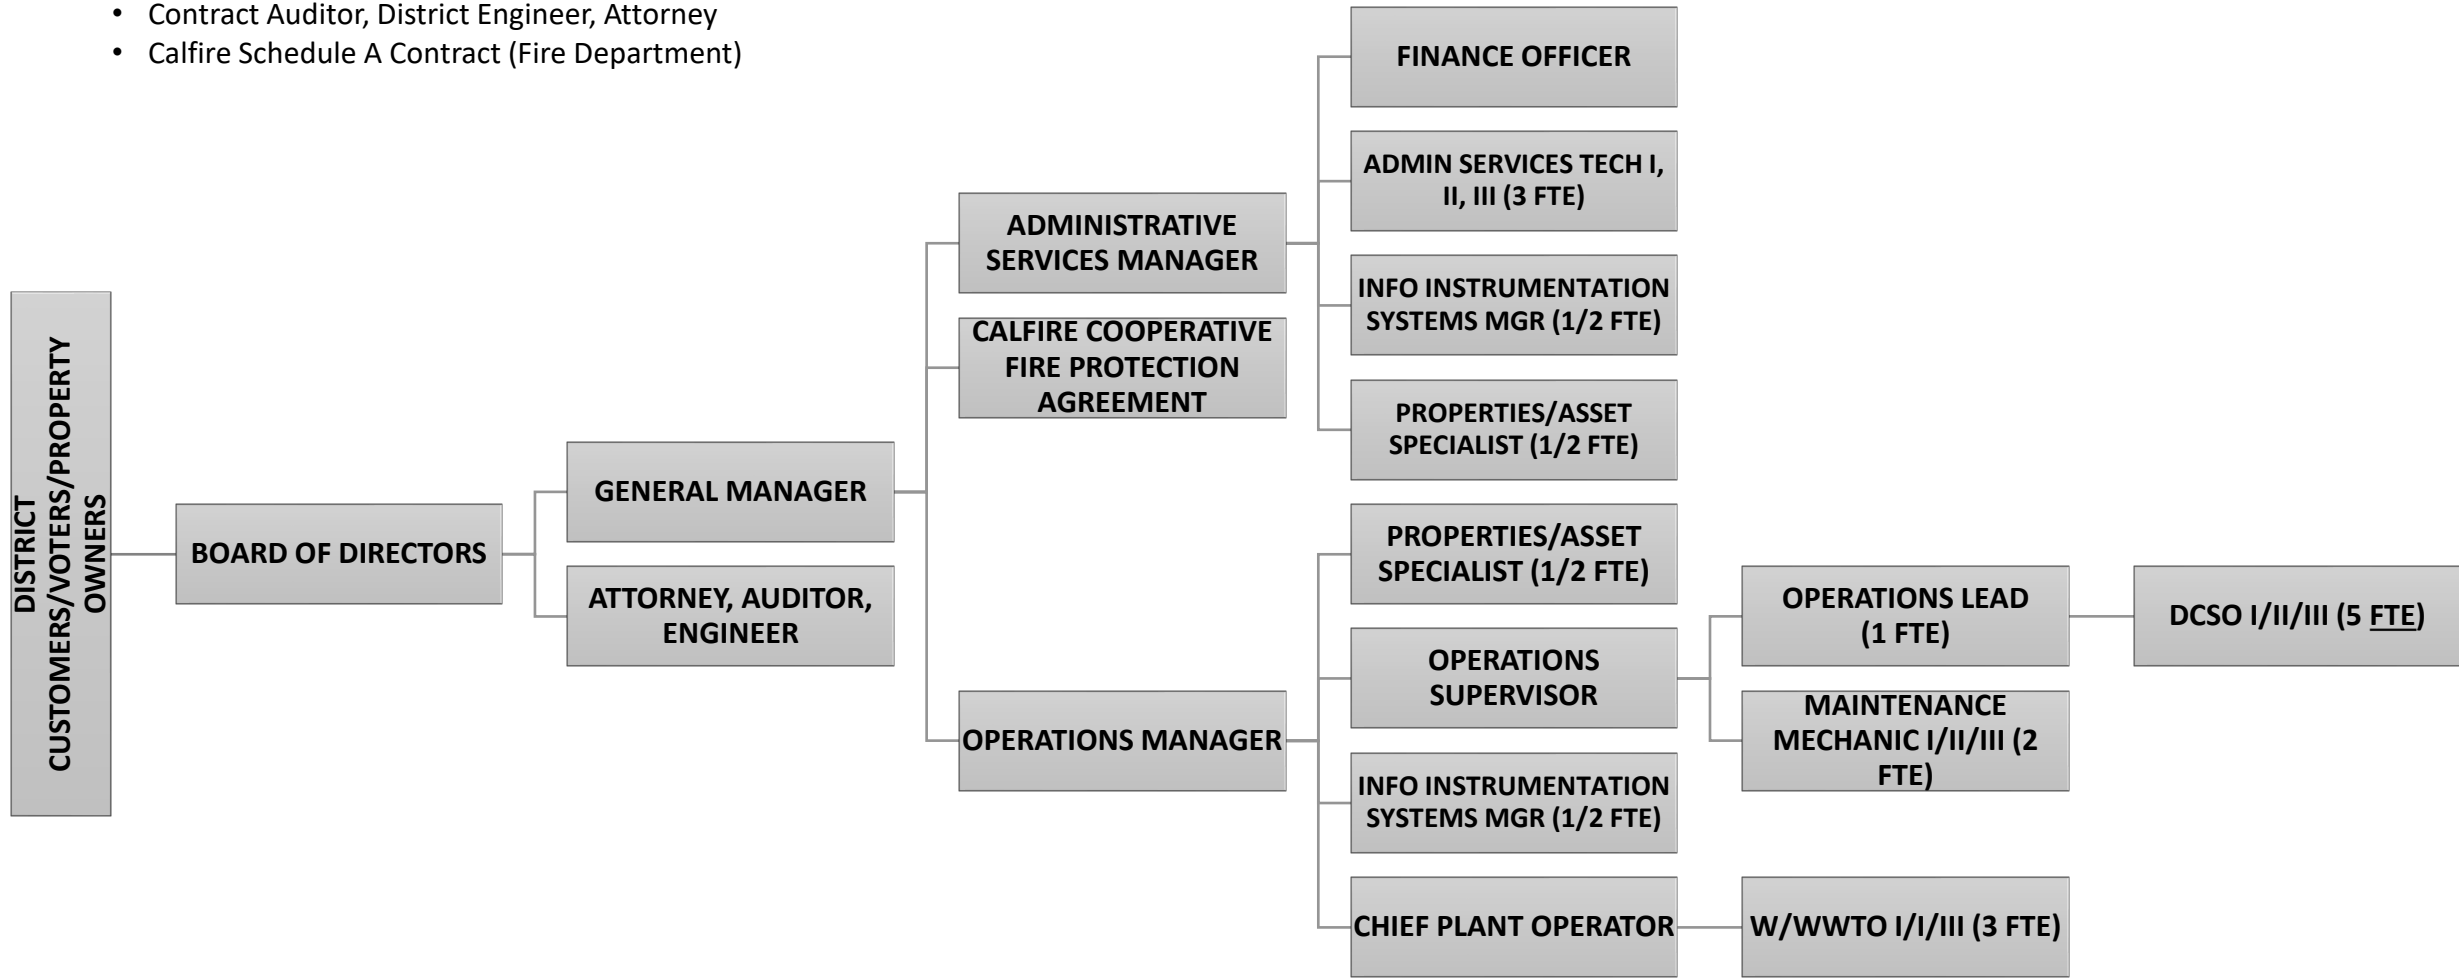 • Contract Auditor, District Engineer, Attorney
• Calfire Schedule A Contract (Fire Department)
DISTRICT
CUSTOMERS/VOTERS/PROPERTY
OWNERS
BOARD OF DIRECTORS
GENERAL MANAGER
ATTORNEY, AUDITOR,
ENGINEER
ADMINISTRATIVE
SERVICES MANAGER
CALFIRE COOPERATIVE
FIRE PROTECTION
AGREEMENT
OPERATIONS MANAGER
FINANCE OFFICER
ADMIN SERVICES TECH I,
II, III (3 FTE)
INFO INSTRUMENTATION
SYSTEMS MGR (1/2 FTE)
PROPERTIES/ASSET
SPECIALIST (1/2 FTE)
PROPERTIES/ASSET
SPECIALIST (1/2 FTE)
OPERATIONS
SUPERVISOR
INFO INSTRUMENTATION
SYSTEMS MGR (1/2 FTE)
CHIEF PLANT OPERATOR
OPERATIONS LEAD
(1 FTE)
MAINTENANCE
MECHANIC I/II/III (2
FTE)
W/WWTO I/I/III (3 FTE)
DCSO I/II/III (5 FTE)